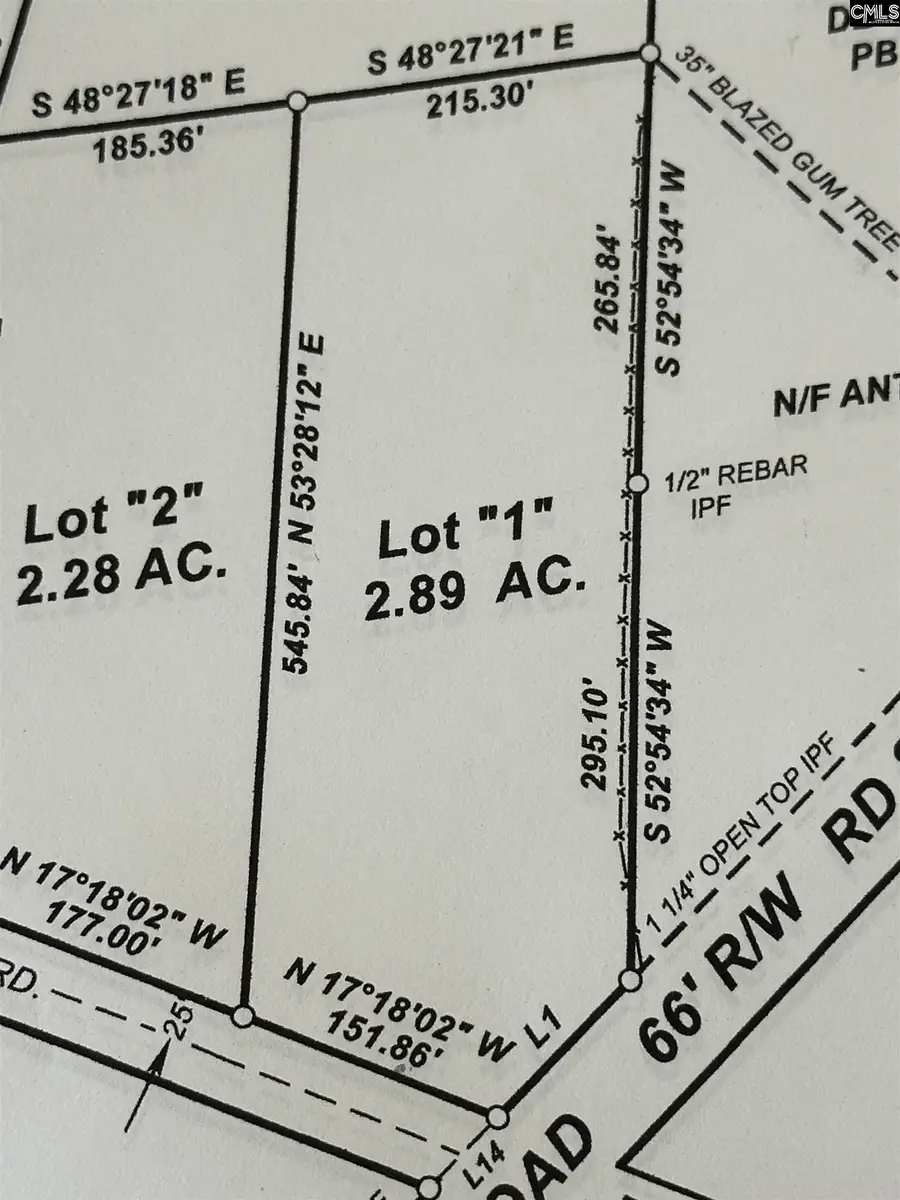 CMLS
PB
S 48°27'18" E
185.36'
S 48°27'21" E
215.30'
35" BLAZED GUM TREE
265.84'
S 52°54'34" W
545.84' N 53°28'12" E
N/F
1/2" REBAR
IPF
Lot "2"
2.28 AC.
Lot "1"
2.89 AC.
295.10'
S 52°54'34" W
1 1/4" OPEN TOP IPF
N 17°18'02" W
177.00'
RD.
25'
N 17°18'02" W
151.86'
L1
66' R/W RD
L14